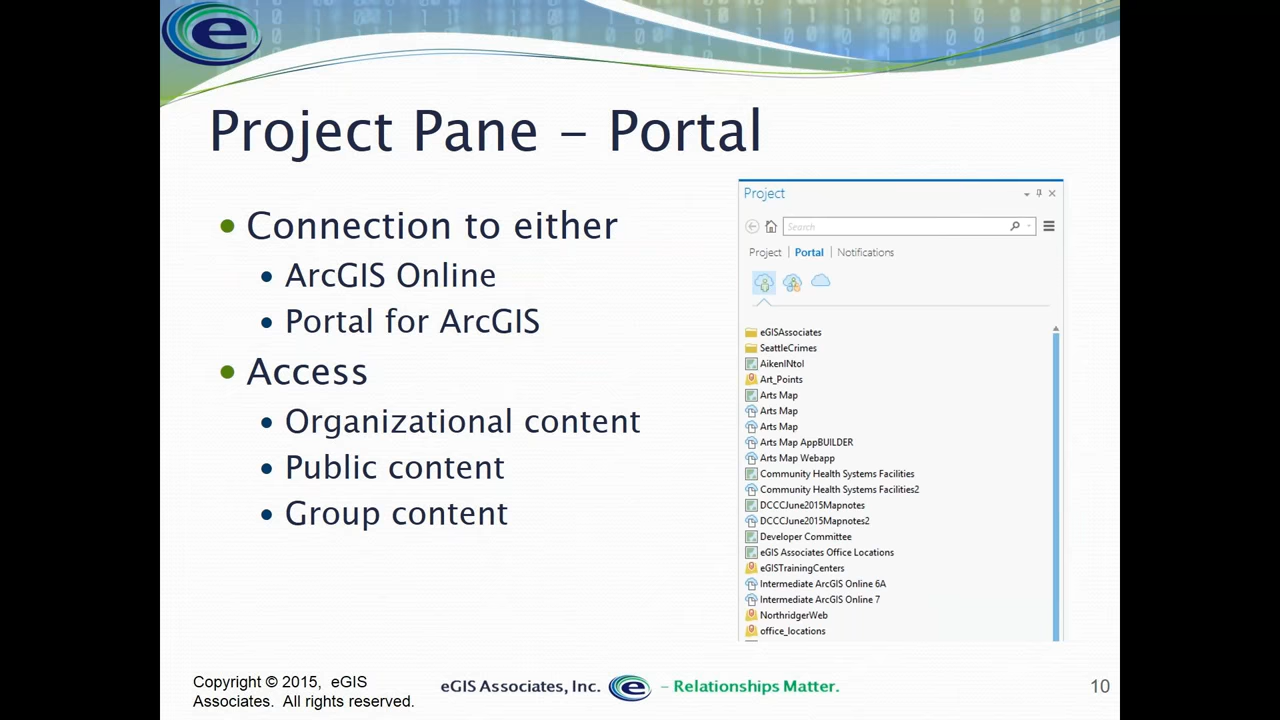 Project Pane – Portal
• Connection to either
• ArcGIS Online
• Portal for ArcGIS
• Access
• Organizational content
• Public content
• Group content
Project
Search
Project | Portal | Notifications
eGISAssociates
SeattleCrimes
AikenINtol
Art_Points
Arts Map
Arts Map
Arts Map
Arts Map AppBUILDER
Arts Map Webapp
Community Health Systems Facilities
Community Health Systems Facilities2
DCCCJune2015Mapnotes
DCCCJune2015Mapnotes2
Developer Committee
eGIS Associates Office Locations
eGISTrainingCenters
Intermediate ArcGIS Online 6A
Intermediate ArcGIS Online 7
NorthridgerWeb
office_locations
Copyright © 2015, eGIS
Associates. All rights reserved.
eGIS Associates, Inc. e – Relationships Matter.
10